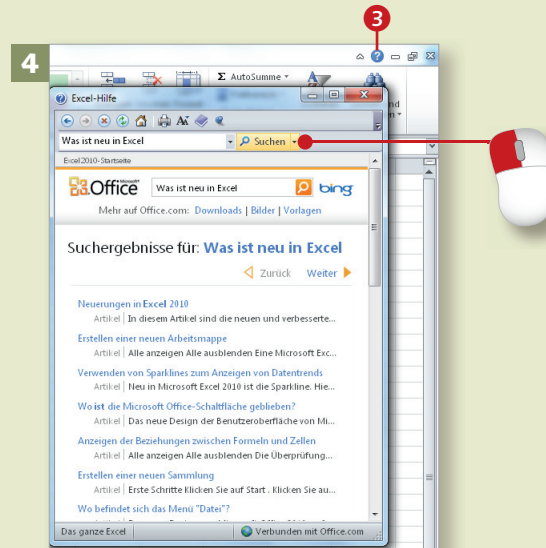 3
4
Σ AutoSumme
Excel-Hilfe
nd
Was ist neu in Excel
Suchen
Excel 2010-Startseite
Microsoft®
Office
Was ist neu in Excel
bing
Mehr auf Office.com: Downloads | Bilder | Vorlagen
Suchergebnisse für: Was ist neu in Excel
Zurück Weiter
Neuerungen in Excel 2010
Artikel | In diesem Artikel sind die neuen und verbesserte...
Erstellen einer neuen Arbeitsmappe
Artikel | Alle anzeigen Alle ausblenden Eine Microsoft Exc...
Verwenden von Sparklines zum Anzeigen von Datentrends
Artikel | Neu in Microsoft Excel 2010 ist die Sparkline. Hie...
Wo ist die Microsoft Office-Schaltfläche geblieben?
Artikel | Das neue Design der Benutzeroberfläche von Mi...
Anzeigen der Beziehungen zwischen Formeln und Zellen
Artikel | Alle anzeigen Alle ausblenden Die Überprüfung...
Erstellen einer neuen Sammlung
Artikel | Erste Schritte Klicken Sie auf Start . Klicken Sie au...
Wo befindet sich das Menü "Datei"?
Das ganze Excel
Verbunden mit Office.com